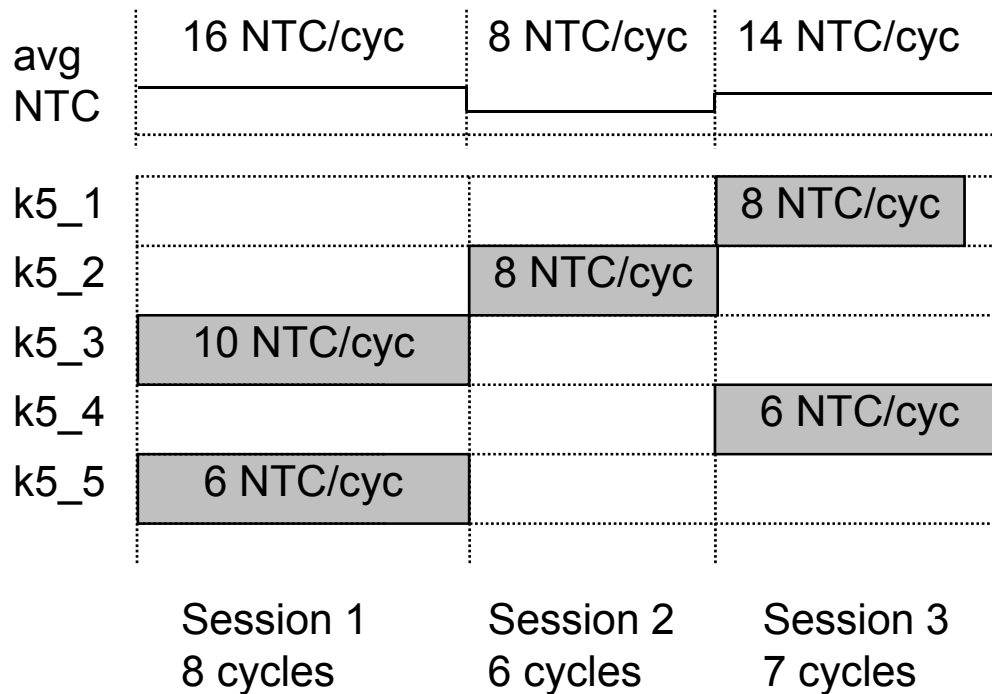 avg
NTC
16 NTC/cyc
8 NTC/cyc
14 NTC/cyc
k5_1
8 NTC/cyc
k5_2
8 NTC/cyc
k5_3
10 NTC/cyc
k5_4
6 NTC/cyc
k5_5
6 NTC/cyc
Session 1
8 cycles
Session 2
6 cycles
Session 3
7 cycles